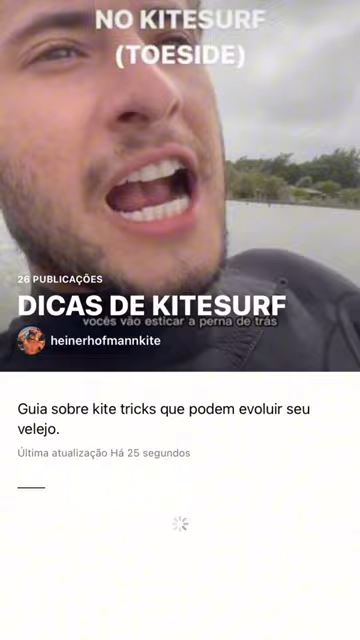 NO KITESURF
(TOESIDE)
26 PUBLICAÇÕES
DICAS DE KITESURF
vocês vão esticar a perna de trás
heinerhofmannkite
Guia sobre kite tricks que podem evoluir seu
velejo.
Última atualização Há 25 segundos